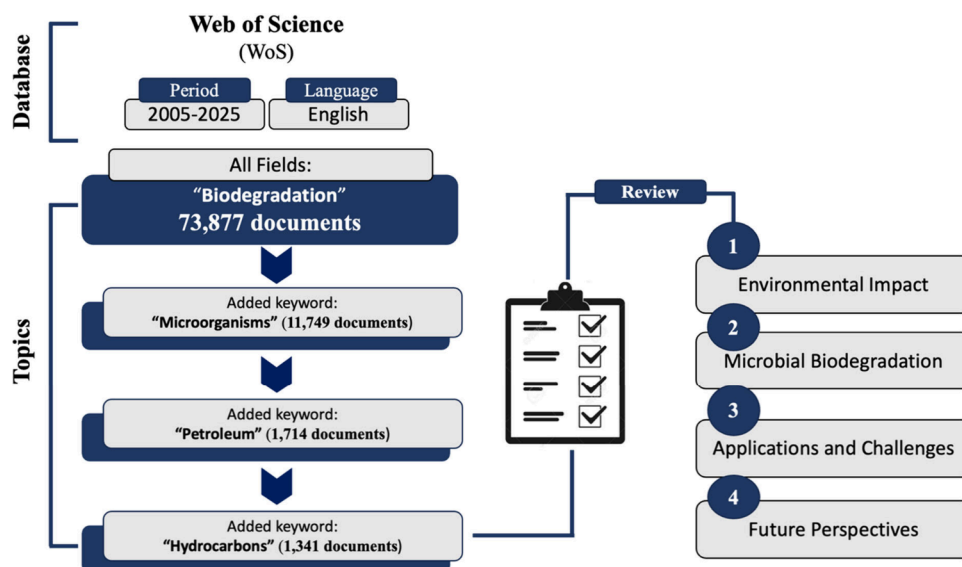 Database
Web of Science
(WoS)
Period
Language
2005-2025
English
All Fields:
“Biodegradation”
73,877 documents
Topics
Added keyword:
“Microorganisms” (11,749 documents)
Added keyword:
“Petroleum” (1,714 documents)
Added keyword:
“Hydrocarbons” (1,341 documents)
Review
1
Environmental Impact
2
Microbial Biodegradation
3
Applications and Challenges
4
Future Perspectives